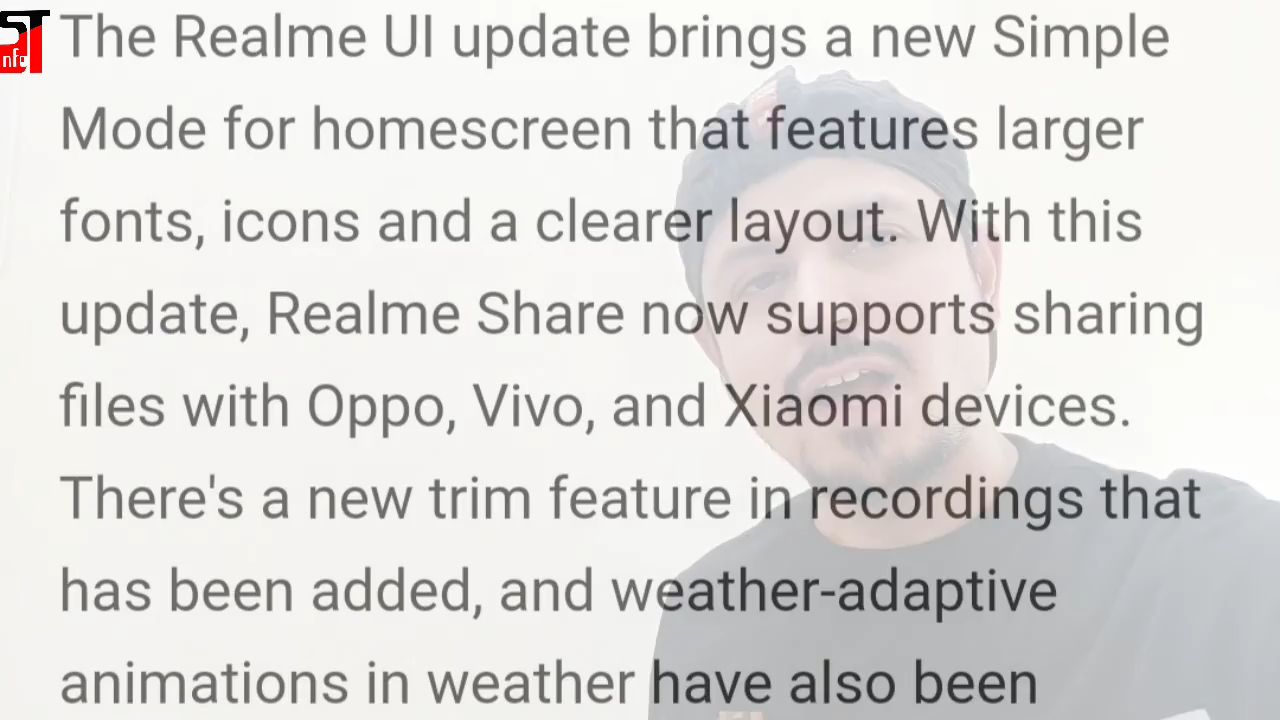 ST
nfo
The Realme UI update brings a new Simple
Mode for homescreen that features larger
fonts, icons and a clearer layout. With this
update, Realme Share now supports sharing
files with Oppo, Vivo, and Xiaomi devices.
There's a new trim feature in recordings that
has been added, and weather-adaptive
animations in weather have also been